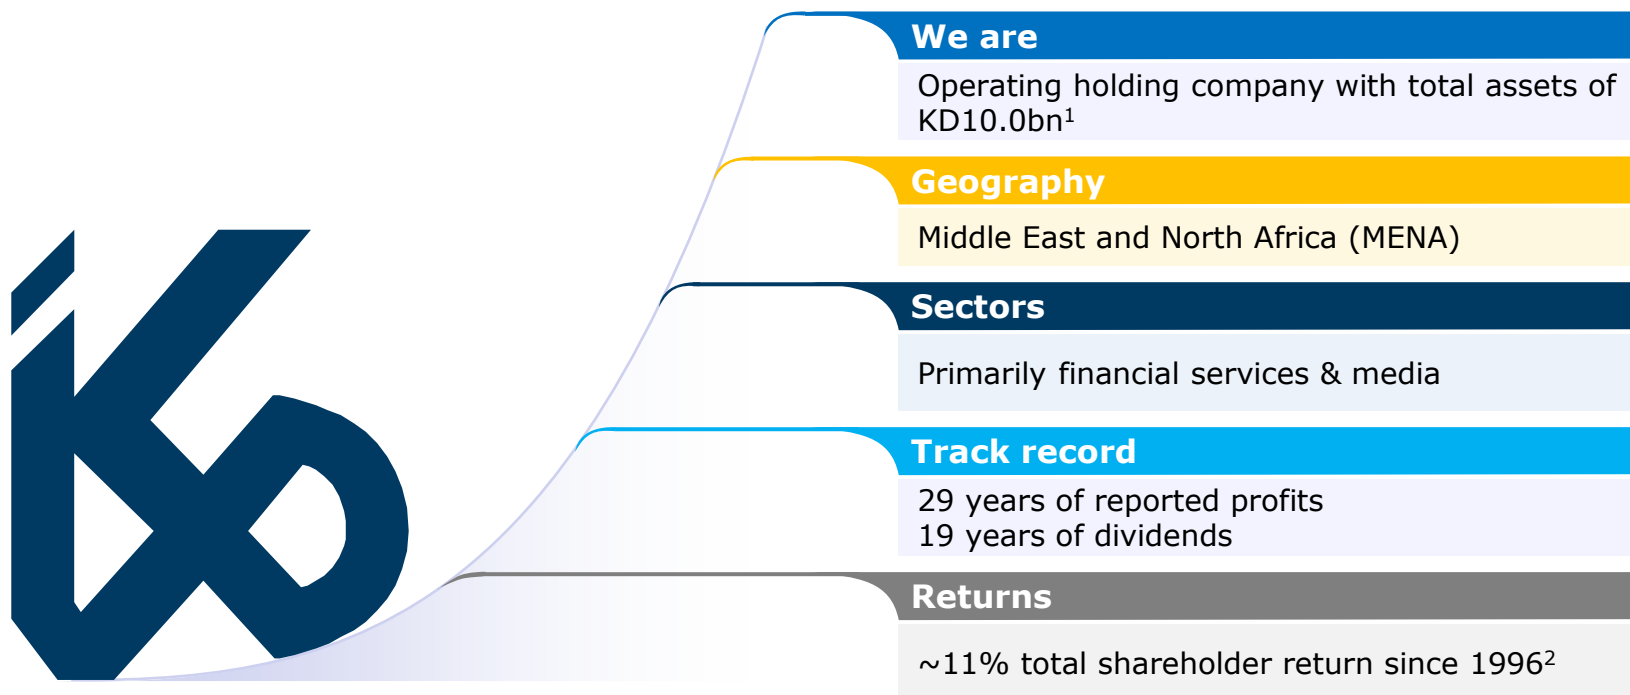 We are
Operating holding company with total assets of
KD10.0bn¹
Geography
Middle East and North Africa (MENA)
Sectors
Primarily financial services & media
Track record
29 years of reported profits
19 years of dividends
Returns
~11% total shareholder return since 1996²